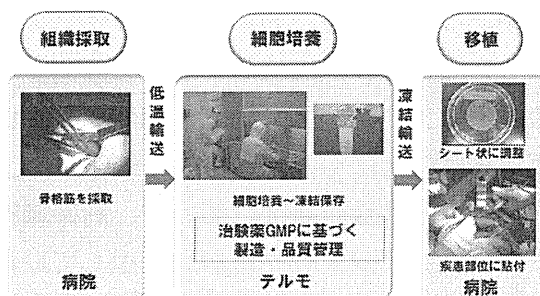 組織採取
細胞培養
移植
骨格筋を採取
病院
低温輸送
細胞培養〜凍結保存
治験薬GMPに基づく
製造・品質管理
テルモ
凍結輸送
シート状に調整
疾患部位に貼付
病院